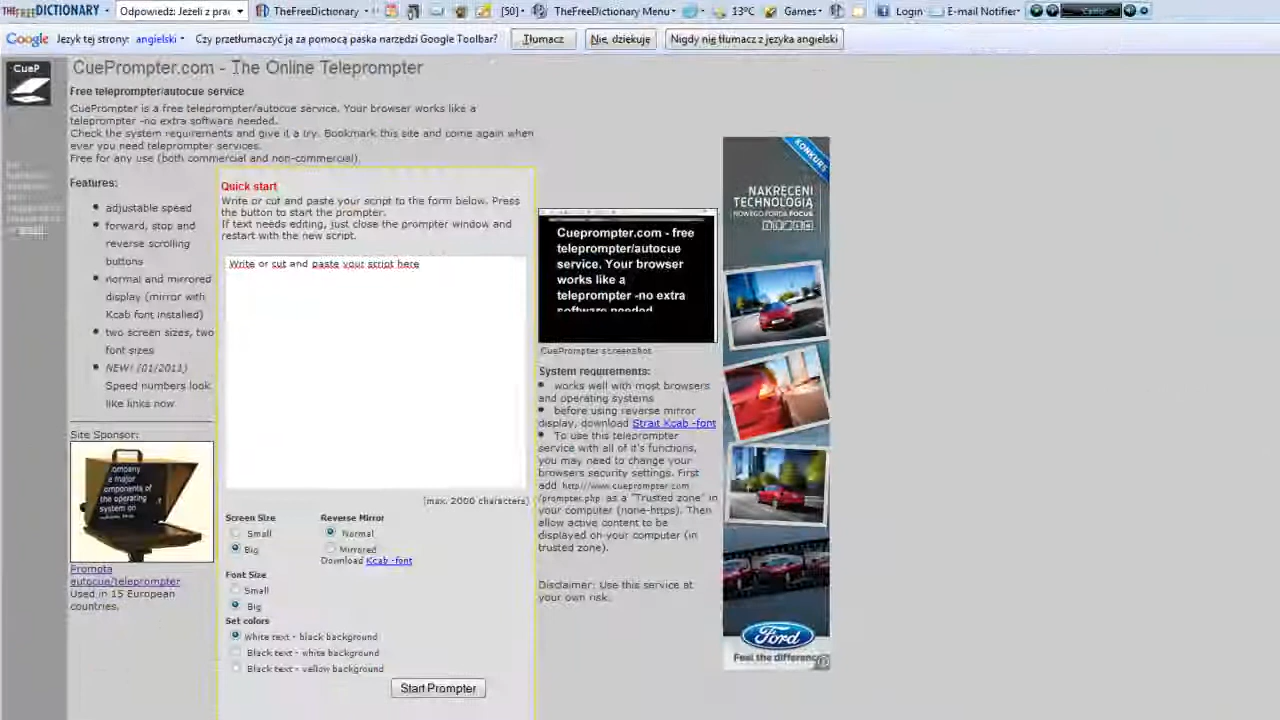 DICTIONARY
Odpowiedź: Jeżeli z pra
TheFreeDictionary
[50]
TheFreeDictionary Menu
13°C
Games
Login
E-mail Notifier
Google Język tej strony: angielski
Czy przetłumaczyć ją za pomocą paska narzędzi Google Toolbar?
Tłumacz
Nie, dziękuję
Nigdy nie tłumacz z języka angielski
CueP
CuePrompter.com - The Online Teleprompter
Free teleprompter/autocue service
CuePrompter is a free teleprompter/autocue service. Your browser works like a
teleprompter -no extra software needed.
Check the system requirements and give it a try. Bookmark this site and come again when
ever you need teleprompter services.
Free for any use (both commercial and non-commercial).
Features:
adjustable speed
forward, stop and
reverse scrolling
buttons
normal and mirrored
display (mirror with
Kcab font installed)
two screen sizes, two
font sizes
NEW! (01/2011)
Speed numbers look
like links now
Site Sponsor:
company
a major
components of
the operating
system on
Prompta
autocue/teleprompter
Used in 15 European
countries.
Quick start
Write or cut and paste your script to the form below. Press
the button to start the prompter.
If text needs editing, just close the prompter window and
restart with the new script.
Write or cut and paste your script here
(max. 2000 characters)
Screen Size
Small
Big
Reverse Mirror
Normal
Mirrored
Download Kcab -font
Font Size
Small
Big
Set colors
White text - black background
Black text - white background
Black text - yellow background
Start Prompter
Cueprompter.com - free
teleprompter/autocue
service. Your browser
works like a
teleprompter -no extra
software needed
CuePrompter screenshot
System requirements:
works well with most browsers
and operating systems
before using reverse mirror
display, download Strait Kcab -font
To use this teleprompter
service with all of it's functions,
you may need to change your
browsers security settings. First
add http://www.cueprompter.com
/prompter.php as a "Trusted zone" in
your computer (none-https). Then
allow active content to be
displayed on your computer (in
trusted zone).
Disclaimer: Use this service at
your own risk.
KONKURS
NAKRĘCENI
TECHNOLOGIĄ
NOWEGO FORDA FOCUS
Ford
Feel the difference